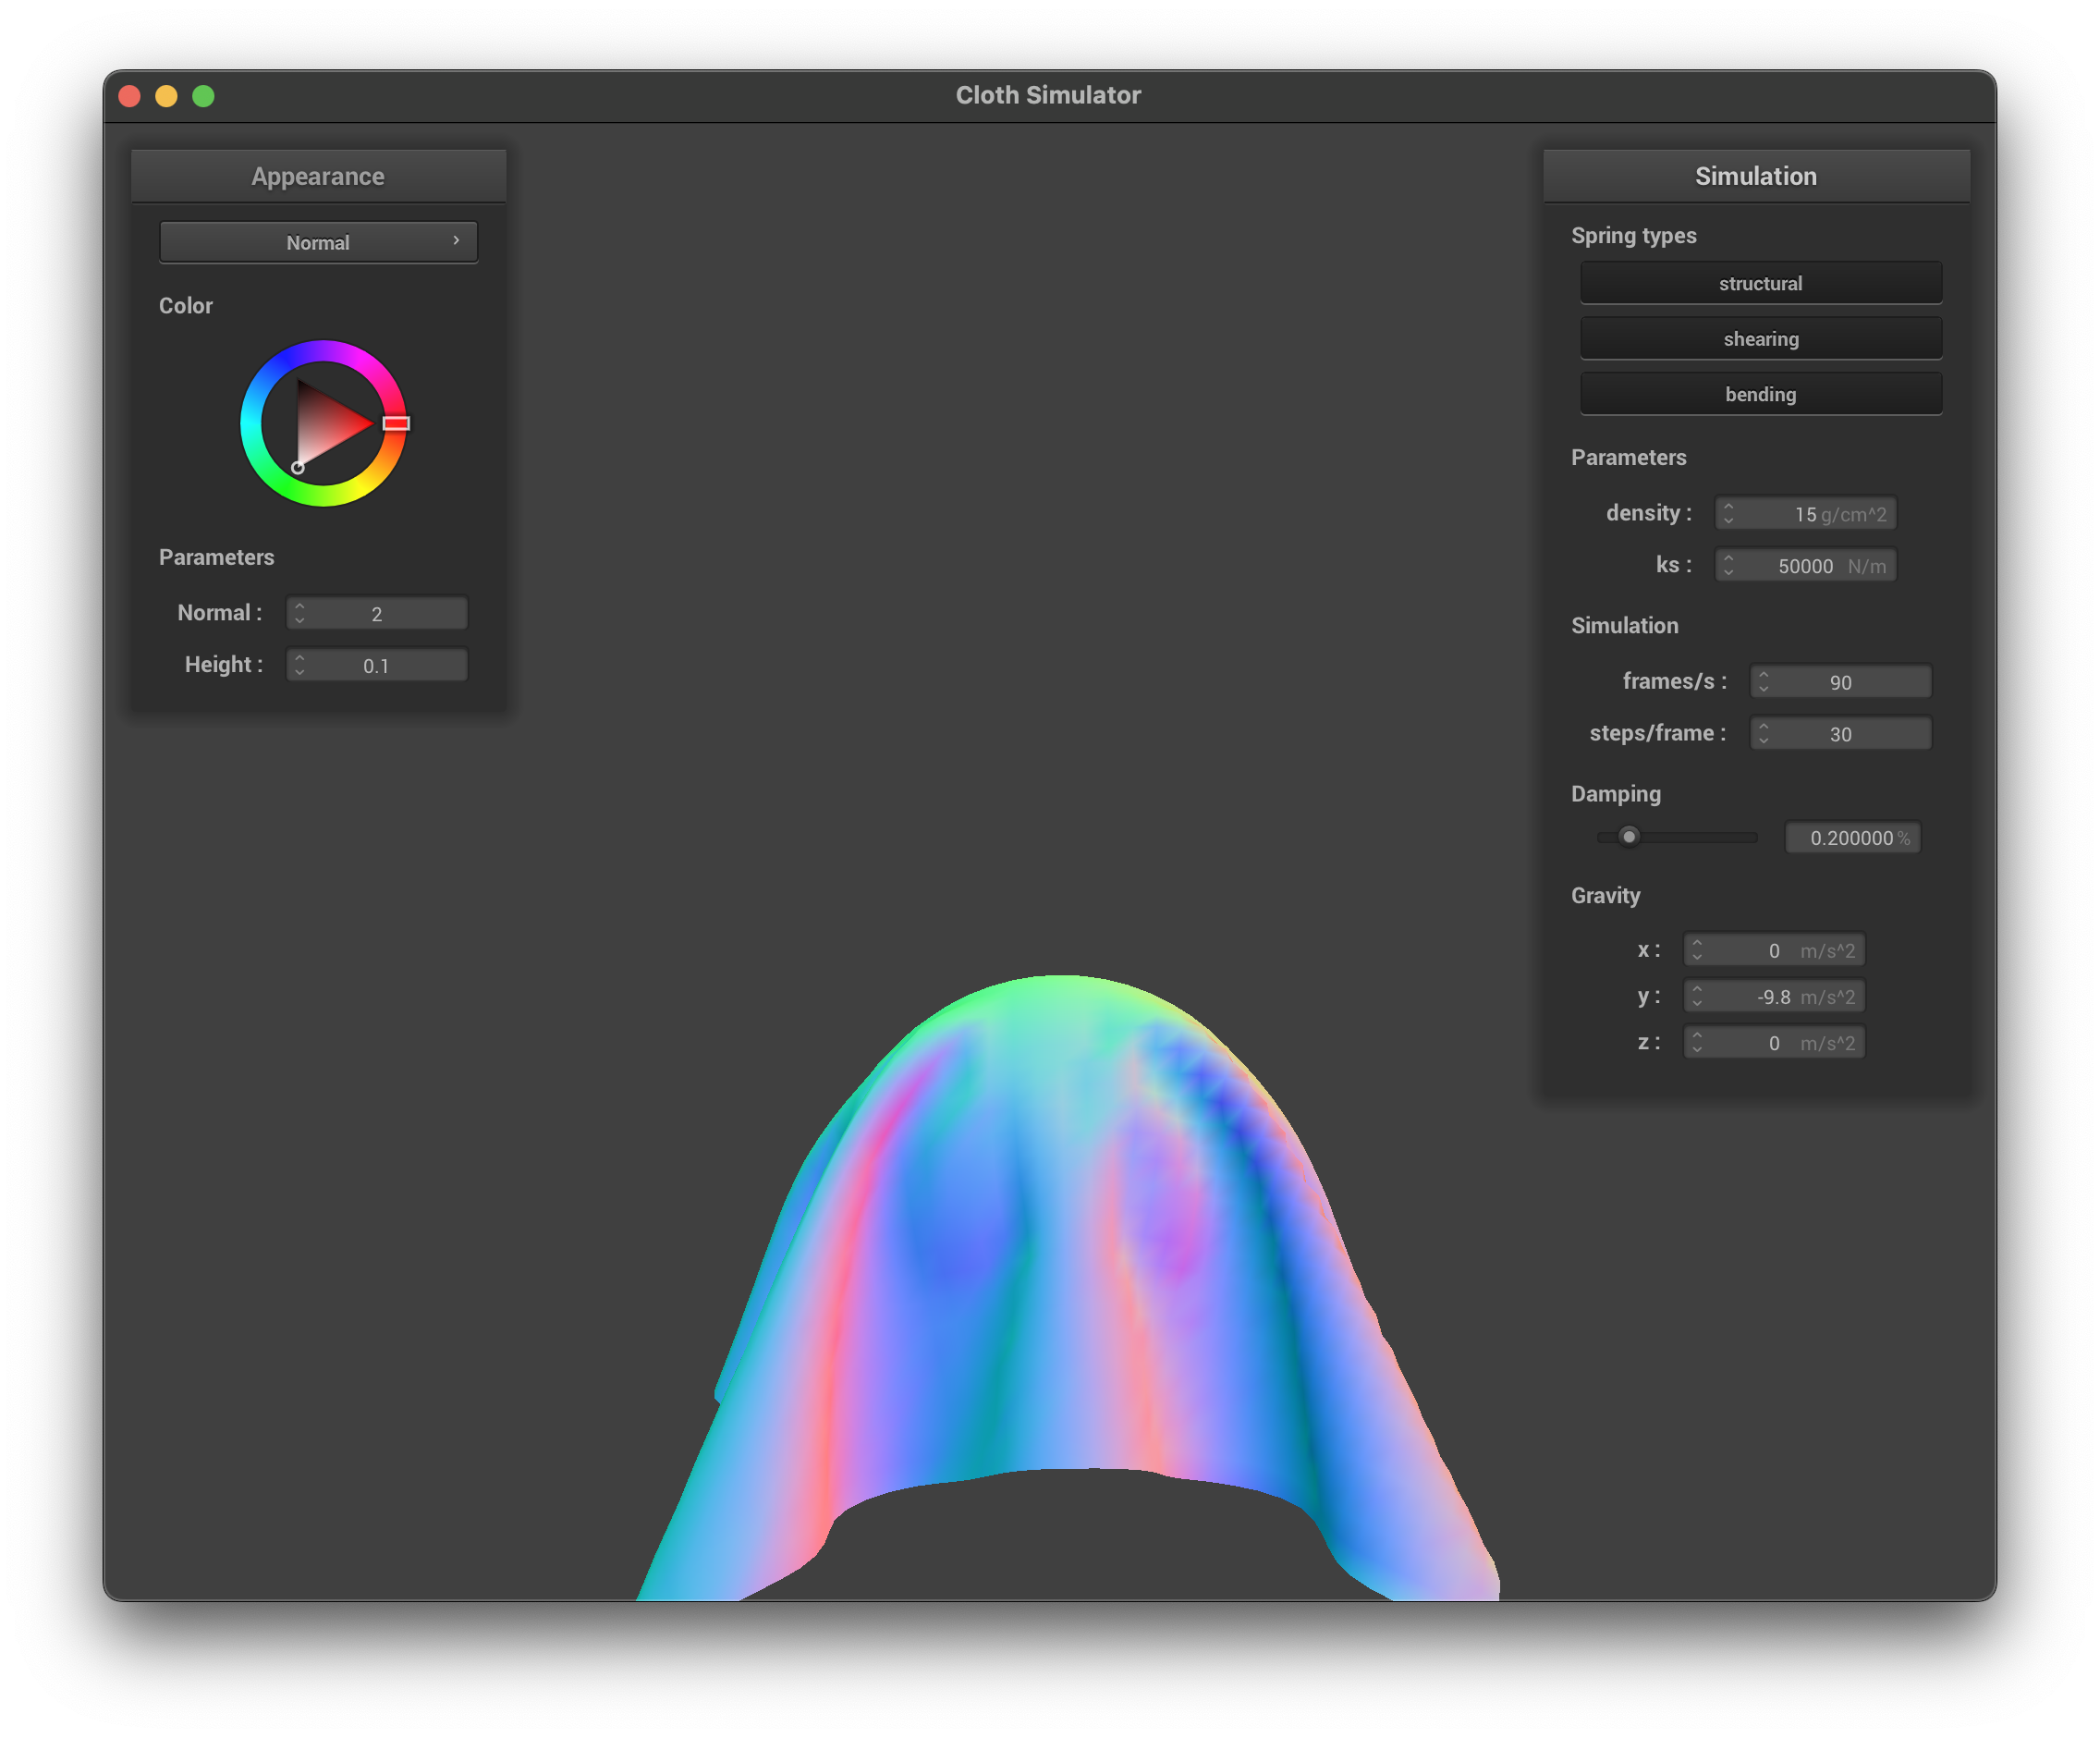 Cloth Simulator
Appearance
Normal
Color
Parameters
Normal : 2
Height : 0.1
Simulation
Spring types
structural
shearing
bending
Parameters
density : 15 g/cm^2
ks : 50000 N/m
Simulation
frames/s : 90
steps/frame : 30
Damping
0.200000 %
Gravity
x : 0 m/s^2
y : -9.8 m/s^2
z : 0 m/s^2